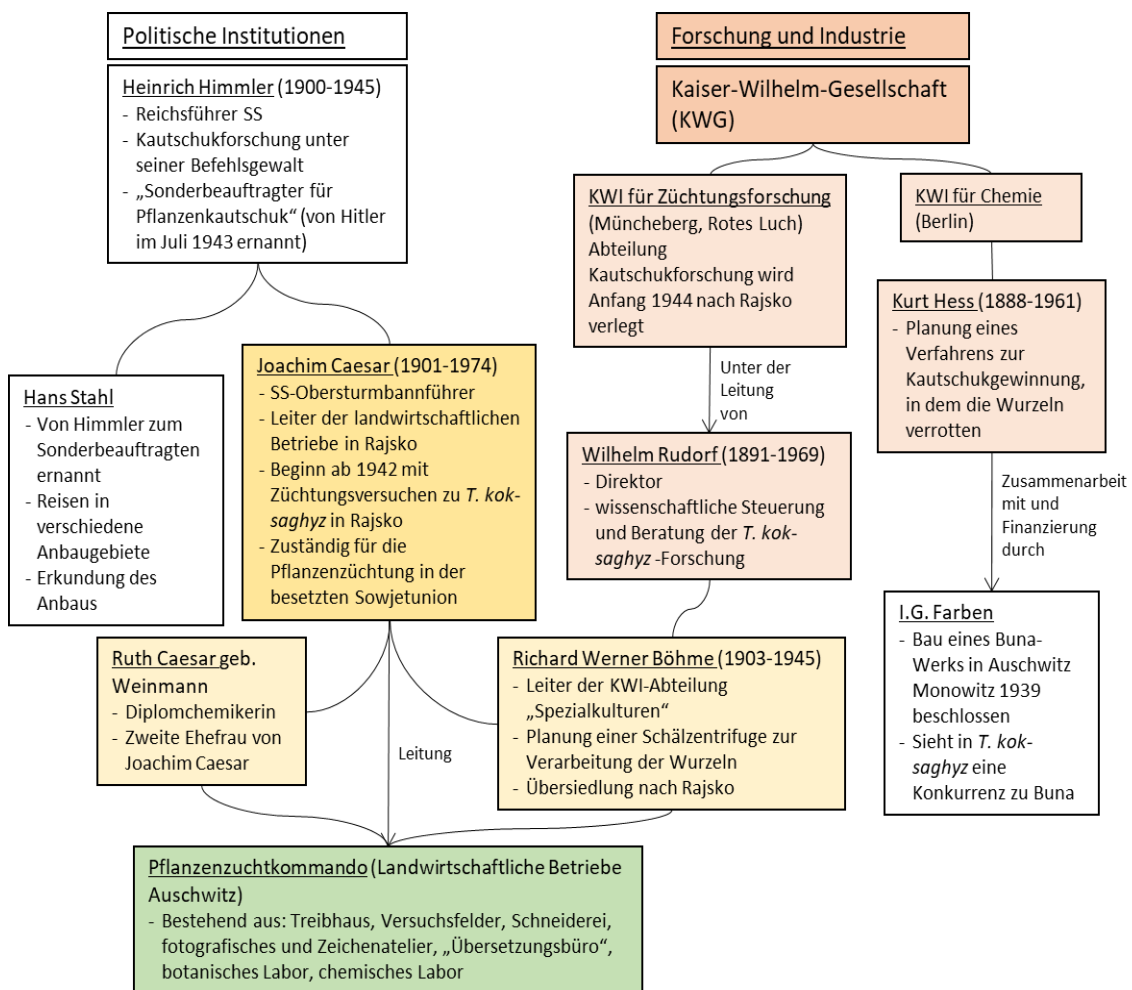 Politische Institutionen
Heinrich Himmler (1900-1945)
- Reichsführer SS
- Kautschukforschung unter
seiner Befehlsgewalt
- „Sonderbeauftragter für
Pflanzenkautschuk“ (von Hitler
im Juli 1943 ernannt)
Hans Stahl
- Von Himmler zum
Sonderbeauftragten
ernannt
- Reisen in
verschiedene
Anbaugebiete
- Erkundung des
Anbaus
Joachim Caesar (1901-1974)
- SS-Obersturmbannführer
- Leiter der landwirtschaftlichen
Betriebe in Rajsko
- Beginn ab 1942 mit
Züchtungsversuchen zu T. kok-
saghyz in Rajsko
- Zuständig für die
Pflanzenzüchtung in der
besetzten Sowjetunion
Ruth Caesar geb.
Weinmann
- Diplomchemikerin
- Zweite Ehefrau von
Joachim Caesar
Leitung
Forschung und Industrie
Kaiser-Wilhelm-Gesellschaft
(KWG)
KWI für Züchtungsforschung
(Müncheberg, Rotes Luch)
Abteilung
Kautschukforschung wird
Anfang 1944 nach Rajsko
verlegt
Unter der
Leitung
von
Wilhelm Rudorf (1891-1969)
- Direktor
- wissenschaftliche Steuerung
und Beratung der T. kok-
saghyz -Forschung
Richard Werner Böhme (1903-1945)
- Leiter der KWI-Abteilung
„Spezialkulturen“
- Planung einer Schälzentrifuge zur
Verarbeitung der Wurzeln
- Übersiedlung nach Rajsko
KWI für Chemie
(Berlin)
Kurt Hess (1888-1961)
- Planung eines
Verfahrens zur
Kautschukgewinnung,
in dem die Wurzeln
verrotten
Zusammenarbeit
mit und
Finanzierung
durch
I.G. Farben
- Bau eines Buna-
Werks in Auschwitz
Monowitz 1939
beschlossen
- Sieht in T. kok-
saghyz eine
Konkurrenz zu Buna
Pflanzenzuchtkommando (Landwirtschaftliche Betriebe
Auschwitz)
- Bestehend aus: Treibhaus, Versuchsfelder, Schneiderei,
fotografisches und Zeichenatelier, „Übersetzungsbüro“,
botanisches Labor, chemisches Labor